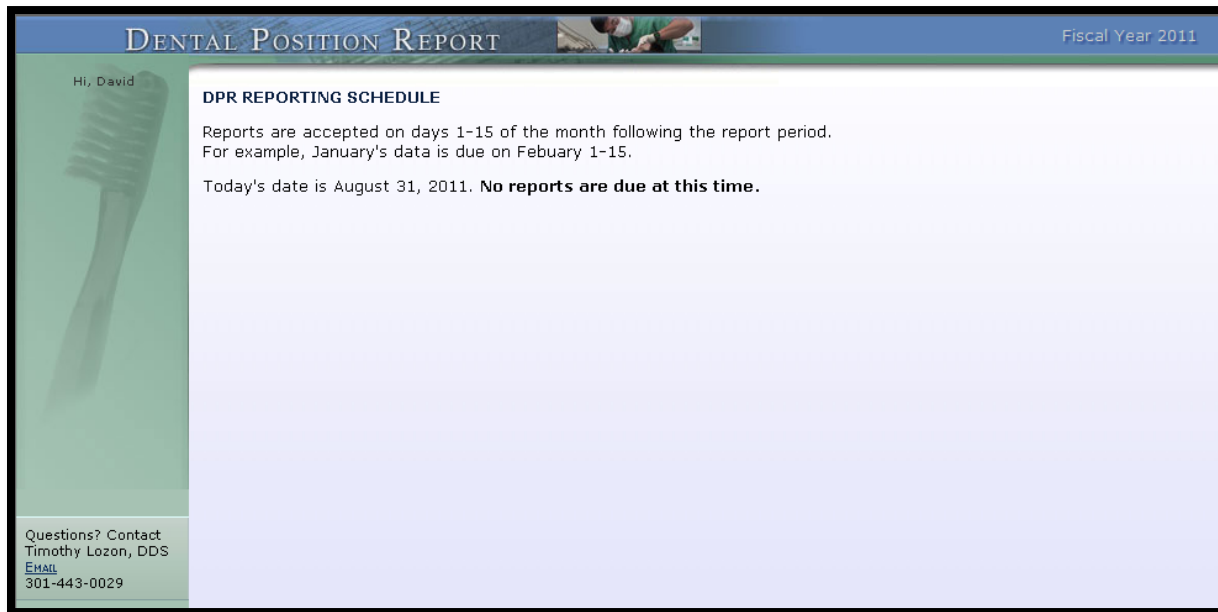 Dental Position Report
Fiscal Year 2011
Hi, David
DPR REPORTING SCHEDULE
Reports are accepted on days 1-15 of the month following the report period.
For example, January's data is due on Febuary 1-15.
Today's date is August 31, 2011. No reports are due at this time.
Questions? Contact
Timothy Lozon, DDS
Email
301-443-0029